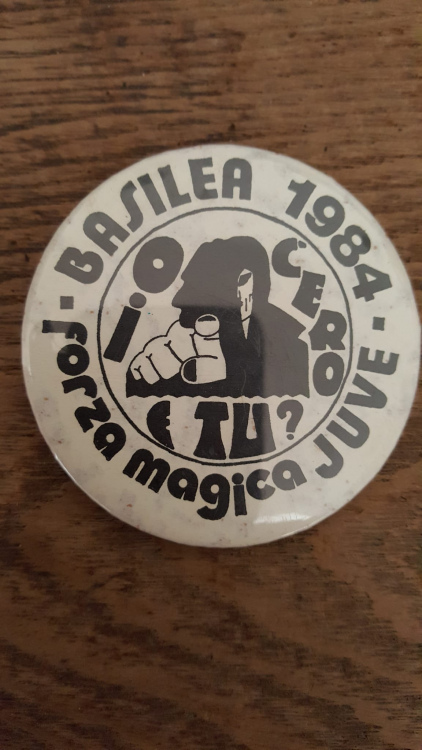 BASILEA 1984
io C'ERO
E TU?
forza magica JUVE